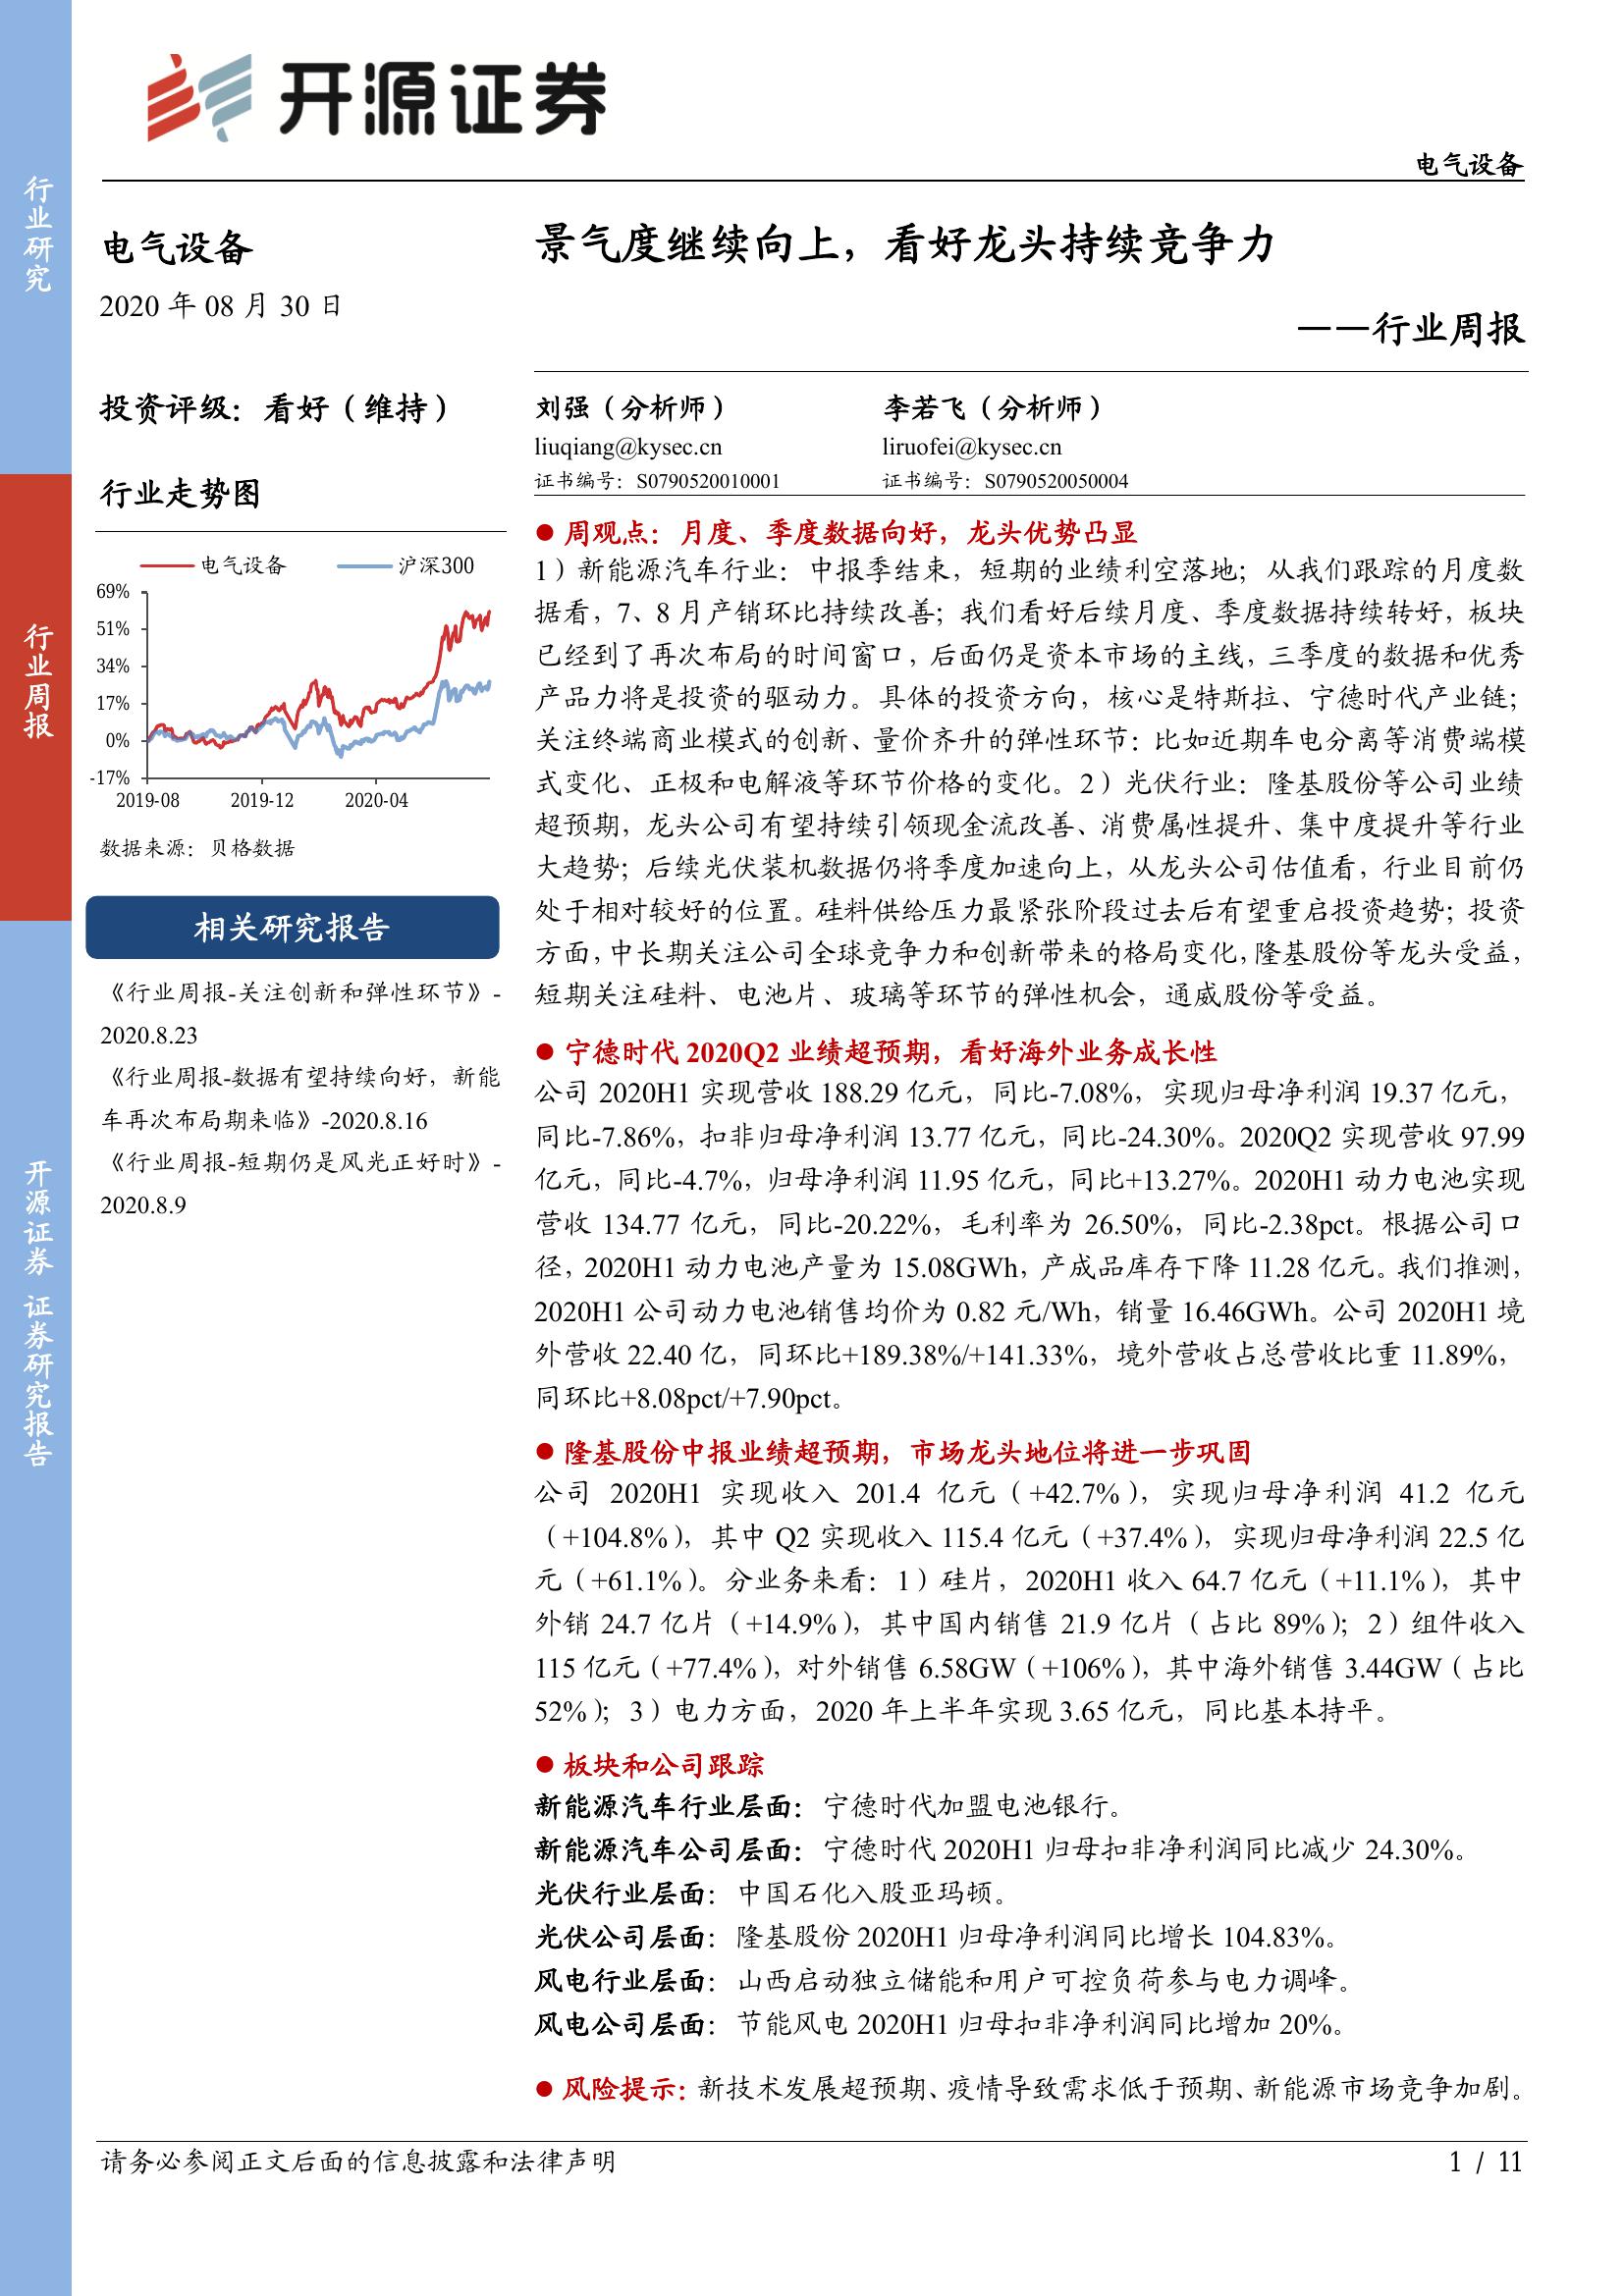 开源证券
电气设备
行业研究
行业周报
开源证券 证券研究报告
电气设备
2020 年 08 月 30 日
投资评级：看好（维持）
行业走势图
电气设备 沪深300
69%
51%
34%
17%
0%
-17%
2019-08 2019-12 2020-04
数据来源：贝格数据
相关研究报告
《行业周报-关注创新和弹性环节》-
2020.8.23
《行业周报-数据有望持续向好，新能
车再次布局期来临》-2020.8.16
《行业周报-短期仍是风光正好时》-
2020.8.9
景气度继续向上，看好龙头持续竞争力
——行业周报
刘强（分析师） 李若飞（分析师）
liuqiang@kysec.cn liruofei@kysec.cn
证书编号：S0790520010001 证书编号：S0790520050004
● 周观点：月度、季度数据向好，龙头优势凸显
1）新能源汽车行业：中报季结束，短期的业绩利空落地；从我们跟踪的月度数
据看，7、8 月产销环比持续改善；我们看好后续月度、季度数据持续转好，板块
已经到了再次布局的时间窗口，后面仍是资本市场的主线，三季度的数据和优秀
产品力将是投资的驱动力。具体的投资方向，核心是特斯拉、宁德时代产业链；
关注终端商业模式的创新、量价齐升的弹性环节：比如近期车电分离等消费端模
式变化、正极和电解液等环节价格的变化。2）光伏行业：隆基股份等公司业绩
超预期，龙头公司有望持续引领现金流改善、消费属性提升、集中度提升等行业
大趋势；后续光伏装机数据仍将季度加速向上，从龙头公司估值看，行业目前仍
处于相对较好的位置。硅料供给压力最紧张阶段过去后有望重启投资趋势；投资
方面，中长期关注公司全球竞争力和创新带来的格局变化，隆基股份等龙头受益，
短期关注硅料、电池片、玻璃等环节的弹性机会，通威股份等受益。
● 宁德时代 2020Q2 业绩超预期，看好海外业务成长性
公司 2020H1 实现营收 188.29 亿元，同比-7.08%，实现归母净利润 19.37 亿元，
同比-7.86%，扣非归母净利润 13.77 亿元，同比-24.30%。2020Q2 实现营收 97.99
亿元，同比-4.7%，归母净利润 11.95 亿元，同比+13.27%。2020H1 动力电池实现
营收 134.77 亿元，同比-20.22%，毛利率为 26.50%，同比-2.38pct。根据公司口
径，2020H1 动力电池产量为 15.08GWh，产成品库存下降 11.28 亿元。我们推测，
2020H1 公司动力电池销售均价为 0.82 元/Wh，销量 16.46GWh。公司 2020H1 境
外营收 22.40 亿，同环比+189.38%/+141.33%，境外营收占总营收比重 11.89%，
同环比+8.08pct/+7.90pct。
● 隆基股份中报业绩超预期，市场龙头地位将进一步巩固
公司 2020H1 实现收入 201.4 亿元（+42.7%），实现归母净利润 41.2 亿元
（+104.8%），其中 Q2 实现收入 115.4 亿元（+37.4%），实现归母净利润 22.5 亿
元（+61.1%）。分业务来看：1）硅片，2020H1 收入 64.7 亿元（+11.1%），其中
外销 24.7 亿片（+14.9%），其中国内销售 21.9 亿片（占比 89%）；2）组件收入
115 亿元（+77.4%），对外销售 6.58GW（+106%），其中海外销售 3.44GW（占比
52%）；3）电力方面，2020 年上半年实现 3.65 亿元，同比基本持平。
● 板块和公司跟踪
新能源汽车行业层面：宁德时代加盟电池银行。
新能源汽车公司层面：宁德时代 2020H1 归母扣非净利润同比减少 24.30%。
光伏行业层面：中国石化入股亚玛顿。
光伏公司层面：隆基股份 2020H1 归母净利润同比增长 104.83%。
风电行业层面：山西启动独立储能和用户可控负荷参与电力调峰。
风电公司层面：节能风电 2020H1 归母扣非净利润同比增加 20%。
● 风险提示：新技术发展超预期、疫情导致需求低于预期、新能源市场竞争加剧。
请务必参阅正文后面的信息披露和法律声明 1 / 11